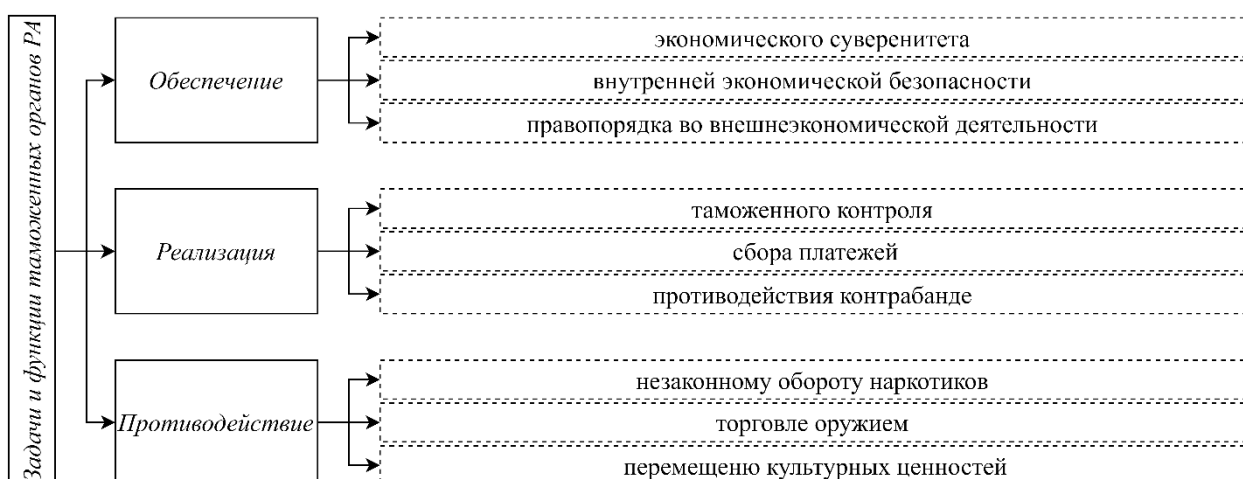 Задачи и функции таможенных органов РА
Обеспечение
экономического суверенитета
внутренней экономической безопасности
правопорядка во внешнеэкономической деятельности
Реализация
таможенного контроля
сбора платежей
противодействия контрабанде
Противодействие
незаконному обороту наркотиков
торговле оружием
перемещеню культурных ценностей